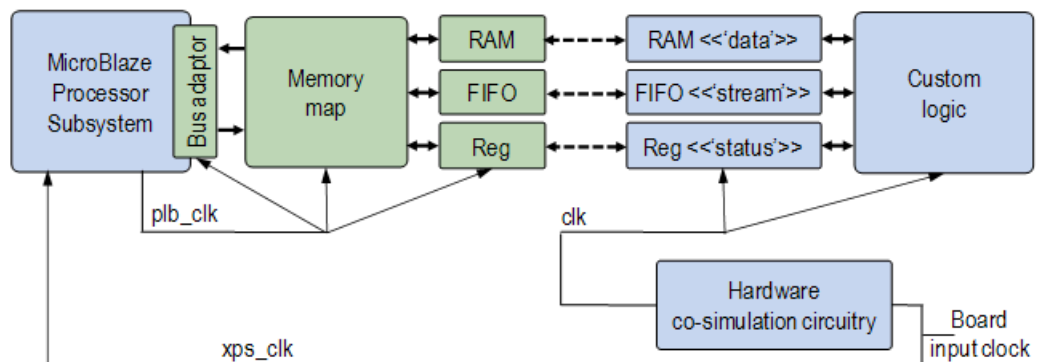 MicroBlaze
Processor
Subsystem
Bus adaptor
Memory
map
RAM
FIFO
Reg
RAM <<'data'>>
FIFO <<'stream'>>
Reg <<'status'>>
Custom
logic
plb_clk
clk
Hardware
co-simulation circuitry
Board
input clock
xps_clk